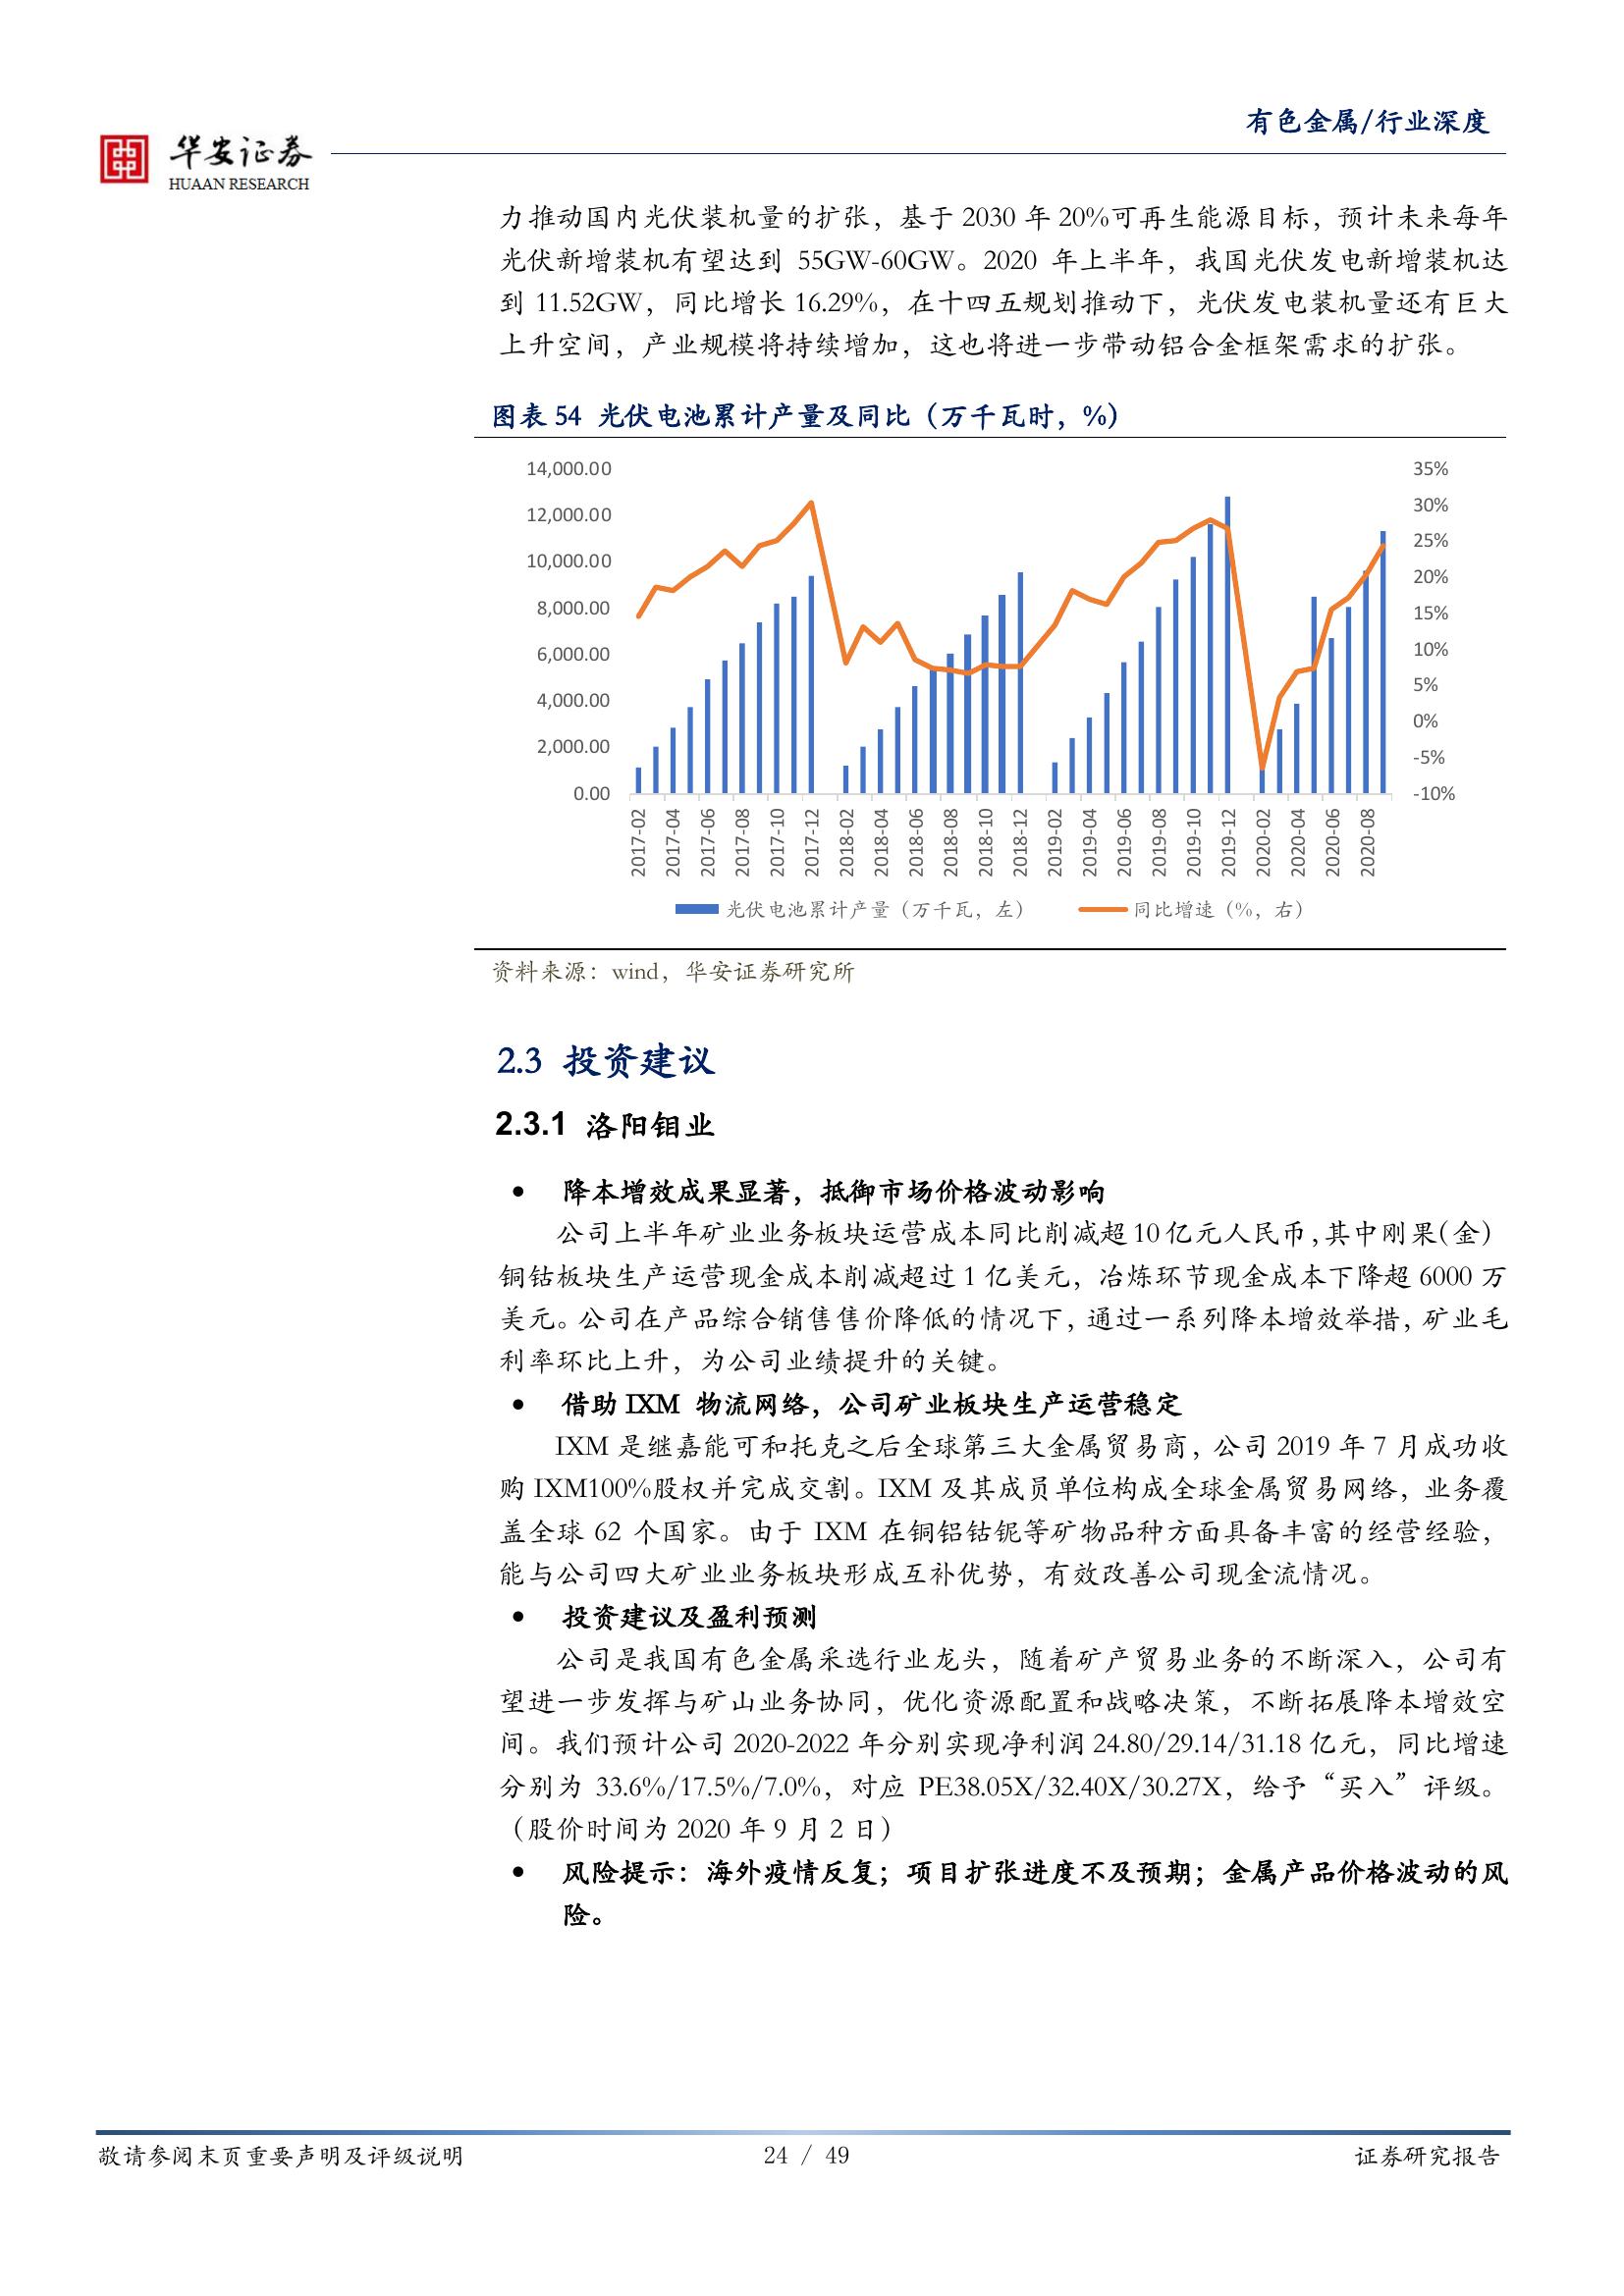 有色金属/行业深度
华安证券
HUAAN RESEARCH
力推动国内光伏装机量的扩张，基于 2030 年 20%可再生能源目标，预计未来每年
光伏新增装机有望达到 55GW-60GW。2020 年上半年，我国光伏发电新增装机达
到 11.52GW，同比增长 16.29%，在十四五规划推动下，光伏发电装机量还有巨大
上升空间，产业规模将持续增加，这也将进一步带动铝合金框架需求的扩张。
图表 54 光伏电池累计产量及同比（万千瓦时，%）
14,000.00
12,000.00
10,000.00
8,000.00
6,000.00
4,000.00
2,000.00
0.00
35%
30%
25%
20%
15%
10%
5%
0%
-5%
-10%
2017-02
2017-04
2017-06
2017-08
2017-10
2017-12
2018-02
2018-04
2018-06
2018-08
2018-10
2018-12
2019-02
2019-04
2019-06
2019-08
2019-10
2019-12
2020-02
2020-04
2020-06
2020-08
光伏电池累计产量（万千瓦，左）
同比增速（%，右）
资料来源：wind，华安证券研究所
2.3 投资建议
2.3.1 洛阳钼业
● 降本增效成果显著，抵御市场价格波动影响
公司上半年矿业业务板块运营成本同比削减超 10 亿元人民币，其中刚果（金）
铜钴板块生产运营现金成本削减超过 1 亿美元，冶炼环节现金成本下降超 6000 万
美元。公司在产品综合销售售价降低的情况下，通过一系列降本增效举措，矿业毛
利率环比上升，为公司业绩提升的关键。
● 借助 IXM 物流网络，公司矿业板块生产运营稳定
IXM 是继嘉能可和托克之后全球第三大金属贸易商，公司 2019 年 7 月成功收
购 IXM100%股权并完成交割。IXM 及其成员单位构成全球金属贸易网络，业务覆
盖全球 62 个国家。由于 IXM 在铜铝钴铌等矿物品种方面具备丰富的经营经验，
能与公司四大矿业业务板块形成互补优势，有效改善公司现金流情况。
● 投资建议及盈利预测
公司是我国有色金属采选行业龙头，随着矿产贸易业务的不断深入，公司有
望进一步发挥与矿山业务协同，优化资源配置和战略决策，不断拓展降本增效空
间。我们预计公司 2020-2022 年分别实现净利润 24.80/29.14/31.18 亿元，同比增速
分别为 33.6%/17.5%/7.0%，对应 PE38.05X/32.40X/30.27X，给予“买入”评级。
（股价时间为 2020 年 9 月 2 日）
● 风险提示：海外疫情反复；项目扩张进度不及预期；金属产品价格波动的风
险。
敬请参阅末页重要声明及评级说明
24 / 49
证券研究报告